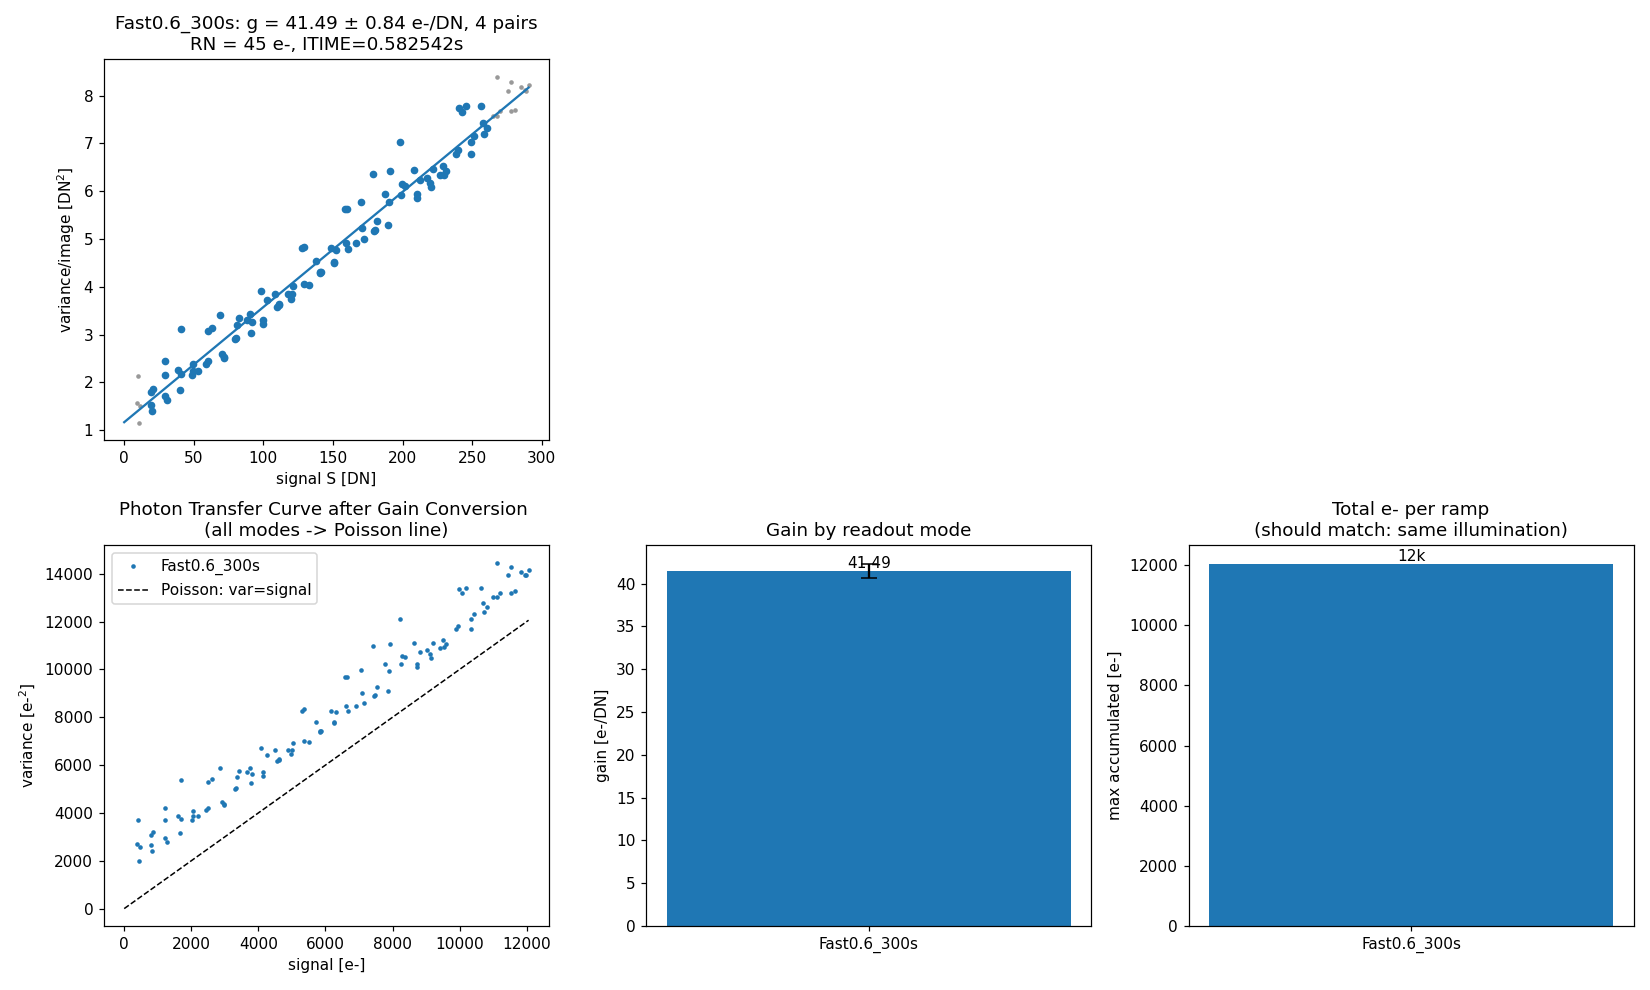 Fast0.6_300s: g = 41.49 ± 0.84 e-/DN, 4 pairs
RN = 45 e-, ITIME=0.582542s
variance/image [DN²]
8
7
6
5
4
3
2
1
0 50 100 150 200 250 300
signal S [DN]
Photon Transfer Curve after Gain Conversion
(all modes -> Poisson line)
Fast0.6_300s
Poisson: var=signal
variance [e-²]
14000
12000
10000
8000
6000
4000
2000
0
0 2000 4000 6000 8000 10000 12000
signal [e-]
Gain by readout mode
41.49
gain [e-/DN]
40
35
30
25
20
15
10
5
0
Fast0.6_300s
Total e- per ramp
(should match: same illumination)
12k
max accumulated [e-]
12000
10000
8000
6000
4000
2000
0
Fast0.6_300s